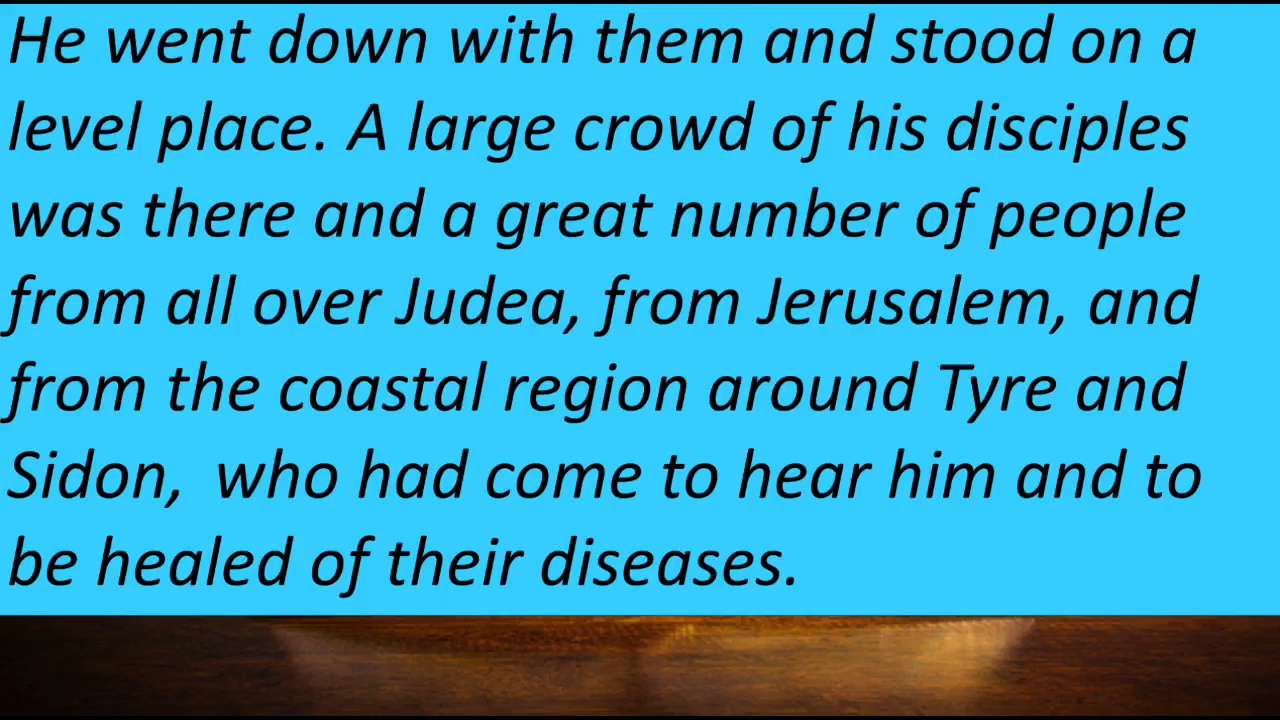 He went down with them and stood on a
level place. A large crowd of his disciples
was there and a great number of people
from all over Judea, from Jerusalem, and
from the coastal region around Tyre and
Sidon,  who had come to hear him and to
be healed of their diseases.